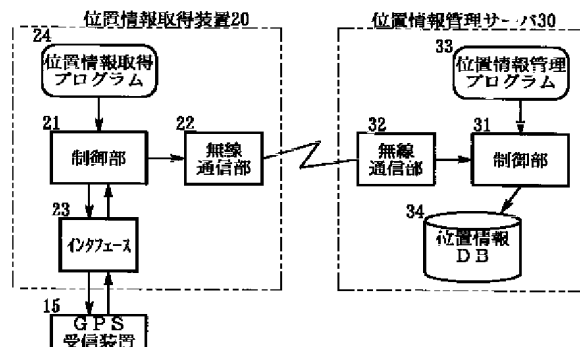 位置情報取得装置20
24
位置情報取得
プログラム
21
制御部
22
無線
通信部
23
インタフェース
15
GPS
受信装置
位置情報管理サーバ30
33
位置情報管理
プログラム
32
無線
通信部
31
制御部
34
位置情報
DB